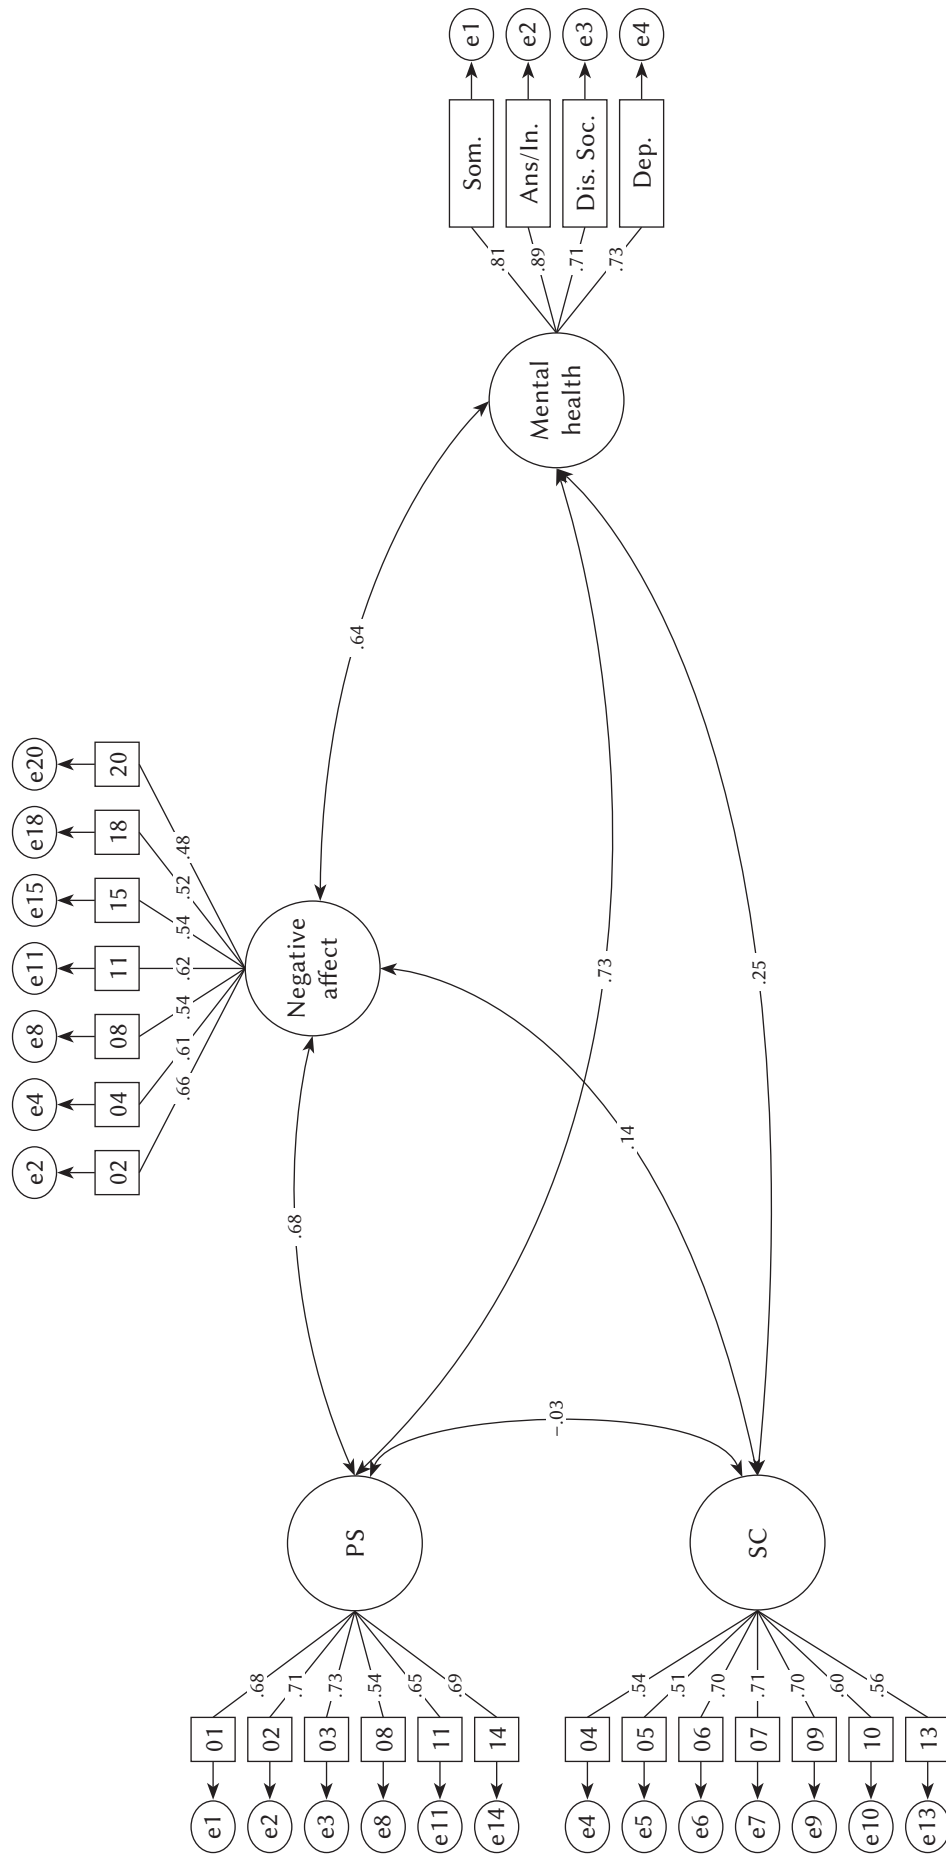 e1
01
.68
e2
02
.71
e3
03
.73
e8
08
.54
e11
11
.65
e14
14
.69
PS
e4
04
.54
e5
05
.51
e6
06
.70
e7
07
.71
e9
09
.70
e10
10
.60
e13
13
.56
SC
e2
e4
e8
e11
e15
e18
e20
02
04
08
11
15
18
20
.66
.61
.54
.62
.54
.52
.48
Negative
affect
.68
.64
.73
.14
–.03
.25
Mental
health
.81
Som.
e1
.89
Ans/In.
e2
.71
Dis. Soc.
e3
.73
Dep.
e4